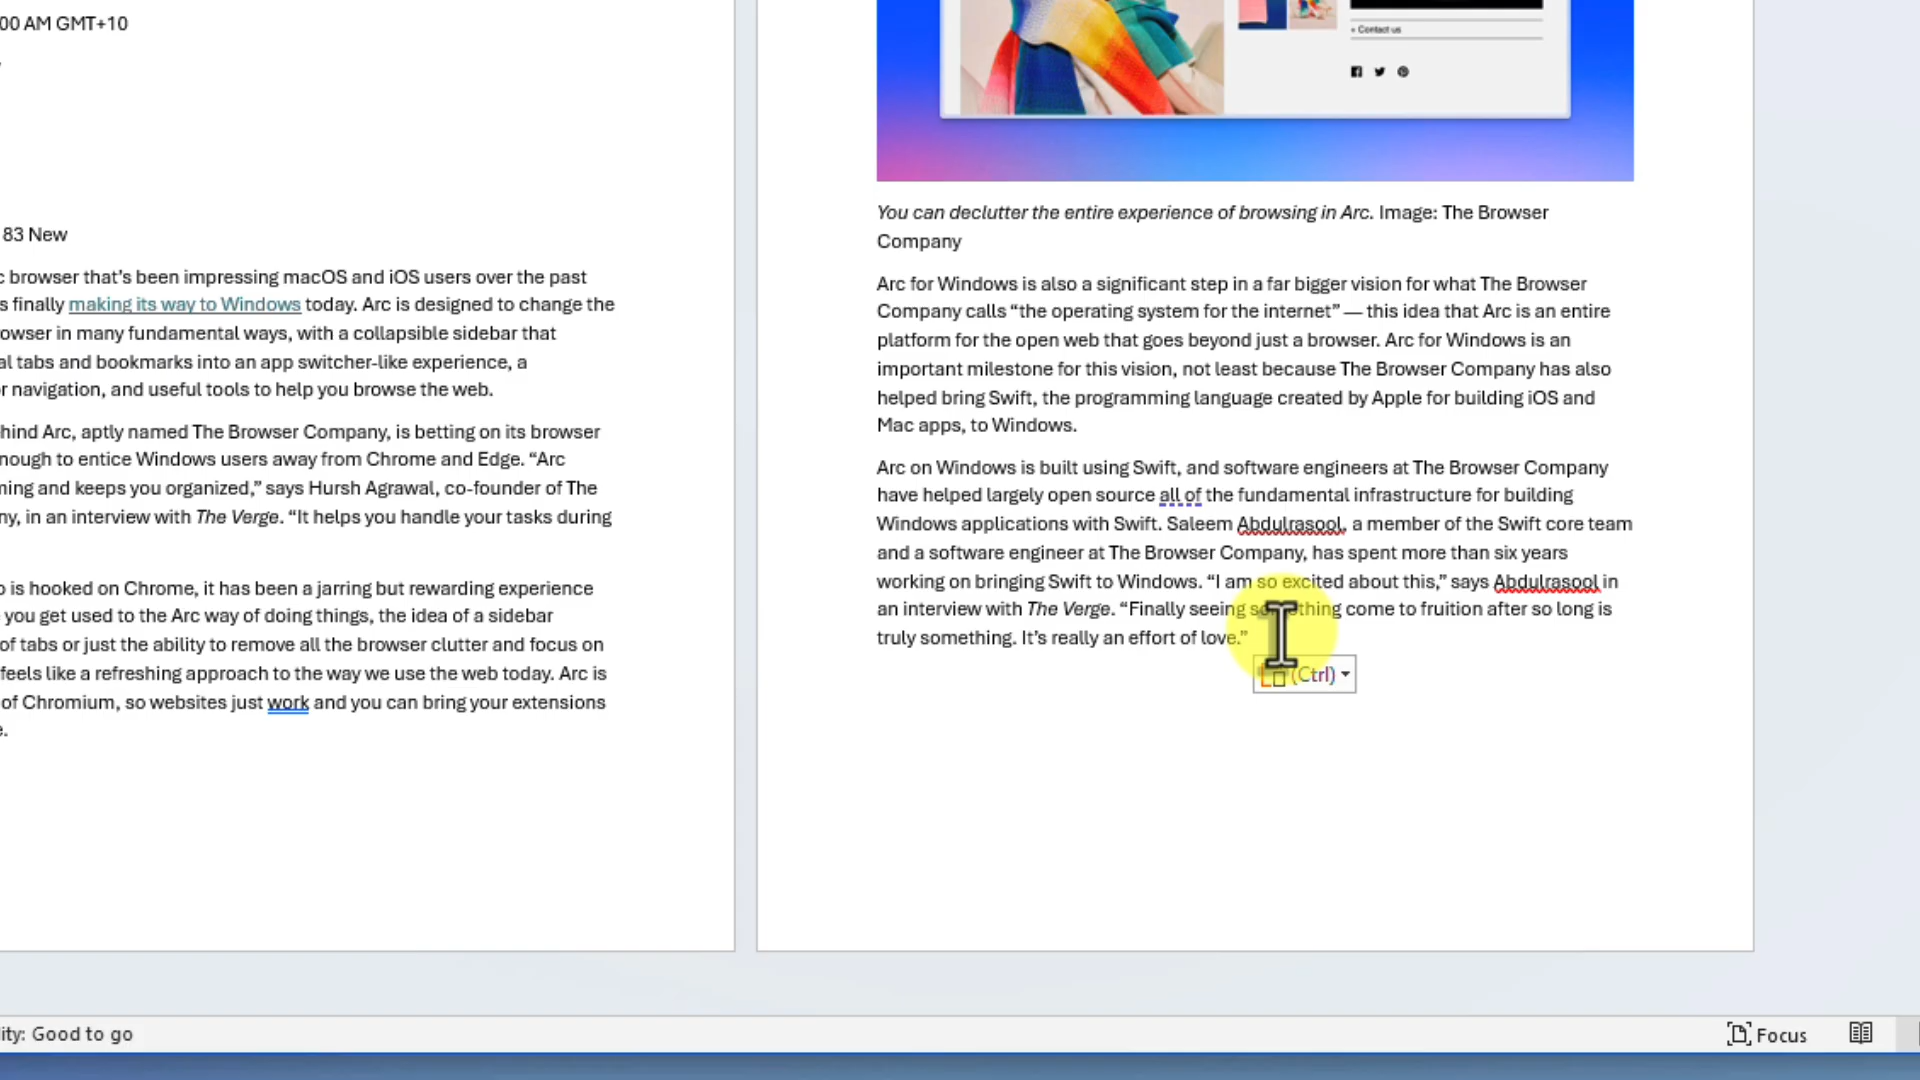 00 AM GMT+10
83 New
browser that's been impressing macOS and iOS users over the past
s finally making its way to Windows today. Arc is designed to change the
owser in many fundamental ways, with a collapsible sidebar that
al tabs and bookmarks into an app switcher-like experience, a
r navigation, and useful tools to help you browse the web.
hind Arc, aptly named The Browser Company, is betting on its browser
nough to entice Windows users away from Chrome and Edge. “Arc
ming and keeps you organized,” says Hursh Agrawal, co-founder of The
ny, in an interview with The Verge. “It helps you handle your tasks during
o is hooked on Chrome, it has been a jarring but rewarding experience
you get used to the Arc way of doing things, the idea of a sidebar
of tabs or just the ability to remove all the browser clutter and focus on
feels like a refreshing approach to the way we use the web today. Arc is
of Chromium, so websites just work and you can bring your extensions
e.
+ Contact us
You can declutter the entire experience of browsing in Arc. Image: The Browser
Company
Arc for Windows is also a significant step in a far bigger vision for what The Browser
Company calls “the operating system for the internet” — this idea that Arc is an entire
platform for the open web that goes beyond just a browser. Arc for Windows is an
important milestone for this vision, not least because The Browser Company has also
helped bring Swift, the programming language created by Apple for building iOS and
Mac apps, to Windows.
Arc on Windows is built using Swift, and software engineers at The Browser Company
have helped largely open source all of the fundamental infrastructure for building
Windows applications with Swift. Saleem Abdulrasool, a member of the Swift core team
and a software engineer at The Browser Company, has spent more than six years
working on bringing Swift to Windows. “I am so excited about this,” says Abdulrasool in
an interview with The Verge. “Finally seeing something come to fruition after so long is
truly something. It’s really an effort of love.”
(Ctrl)
ity: Good to go
Focus